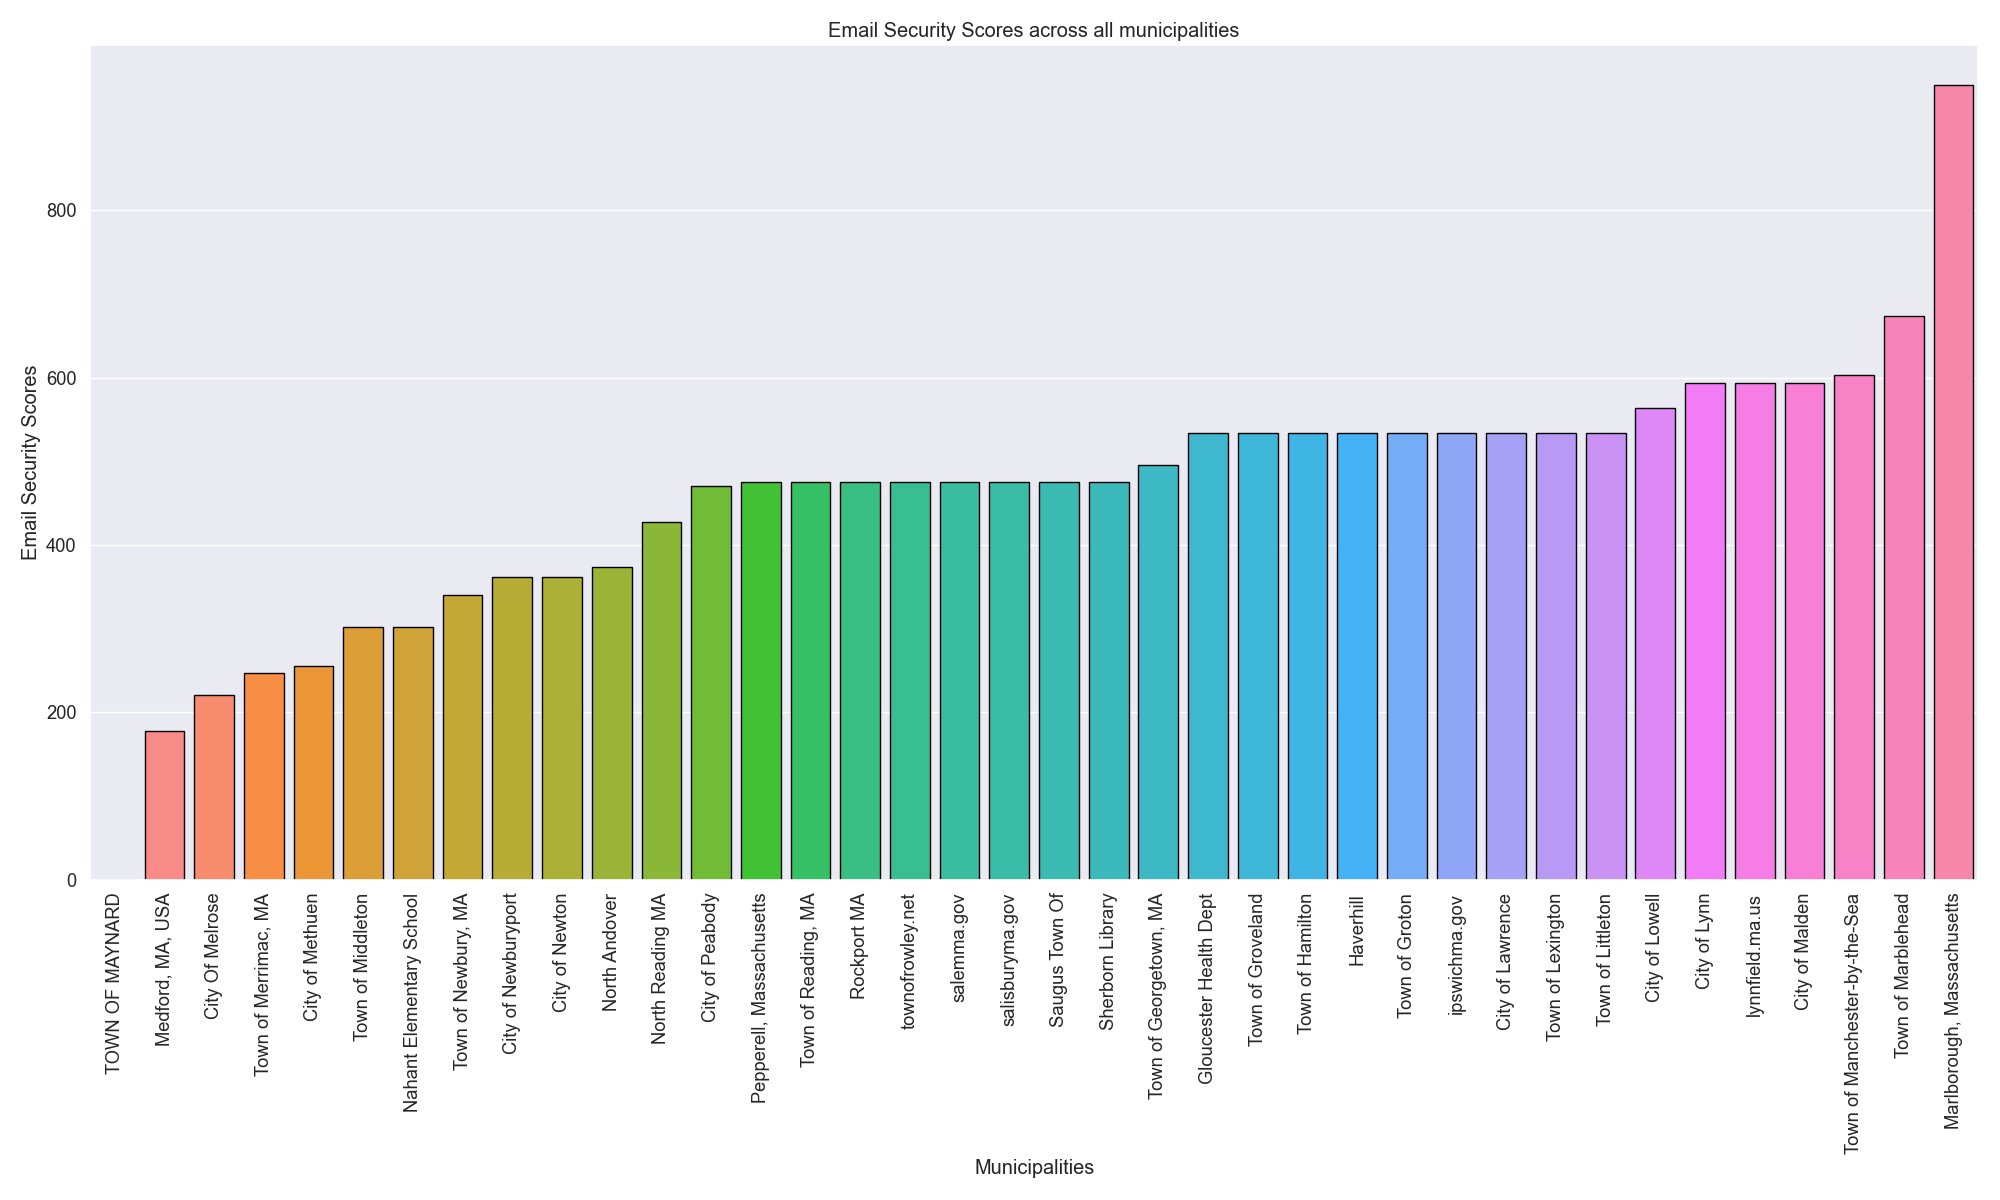 Email Security Scores across all municipalities
Email Security Scores
800
600
400
200
0
TOWN OF MAYNARD
Medford, MA, USA
City Of Melrose
Town of Merrimac, MA
City of Methuen
Town of Middleton
Nahant Elementary School
Town of Newbury, MA
City of Newburyport
City of Newton
North Andover
North Reading MA
City of Peabody
Pepperell, Massachusetts
Town of Reading, MA
Rockport MA
townofrowley.net
salemma.gov
salisburyma.gov
Saugus Town Of
Sherborn Library
Town of Georgetown, MA
Gloucester Health Dept
Town of Groveland
Town of Hamilton
Haverhill
Town of Groton
ipswichma.gov
City of Lawrence
Town of Lexington
Town of Littleton
City of Lowell
City of Lynn
lynnfield.ma.us
City of Malden
Town of Manchester-by-the-Sea
Town of Marblehead
Marlborough, Massachusetts
Municipalities